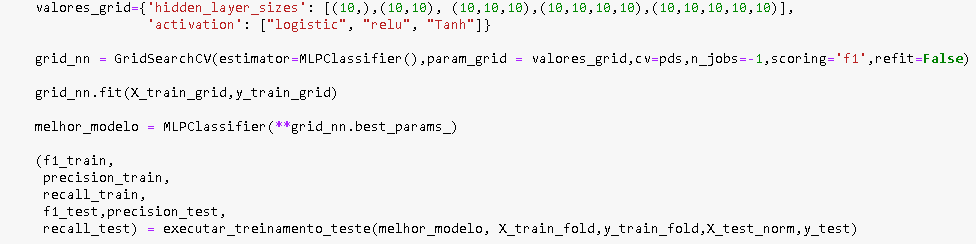 valores_grid={'hidden_layer_sizes': [(10,),(10,10), (10,10,10),(10,10,10,10),(10,10,10,10,10)],
'activation': ["logistic", "relu", "Tanh"]}
grid_nn = GridSearchCV(estimator=MLPClassifier(),param_grid = valores_grid,cv=pds,n_jobs=-1,scoring='f1',refit=False)
grid_nn.fit(X_train_grid,y_train_grid)
melhor_modelo = MLPClassifier(**grid_nn.best_params_)
(f1_train,
precision_train,
recall_train,
f1_test,precision_test,
recall_test) = executar_treinamento_teste(melhor_modelo, X_train_fold,y_train_fold,X_test_norm,y_test)